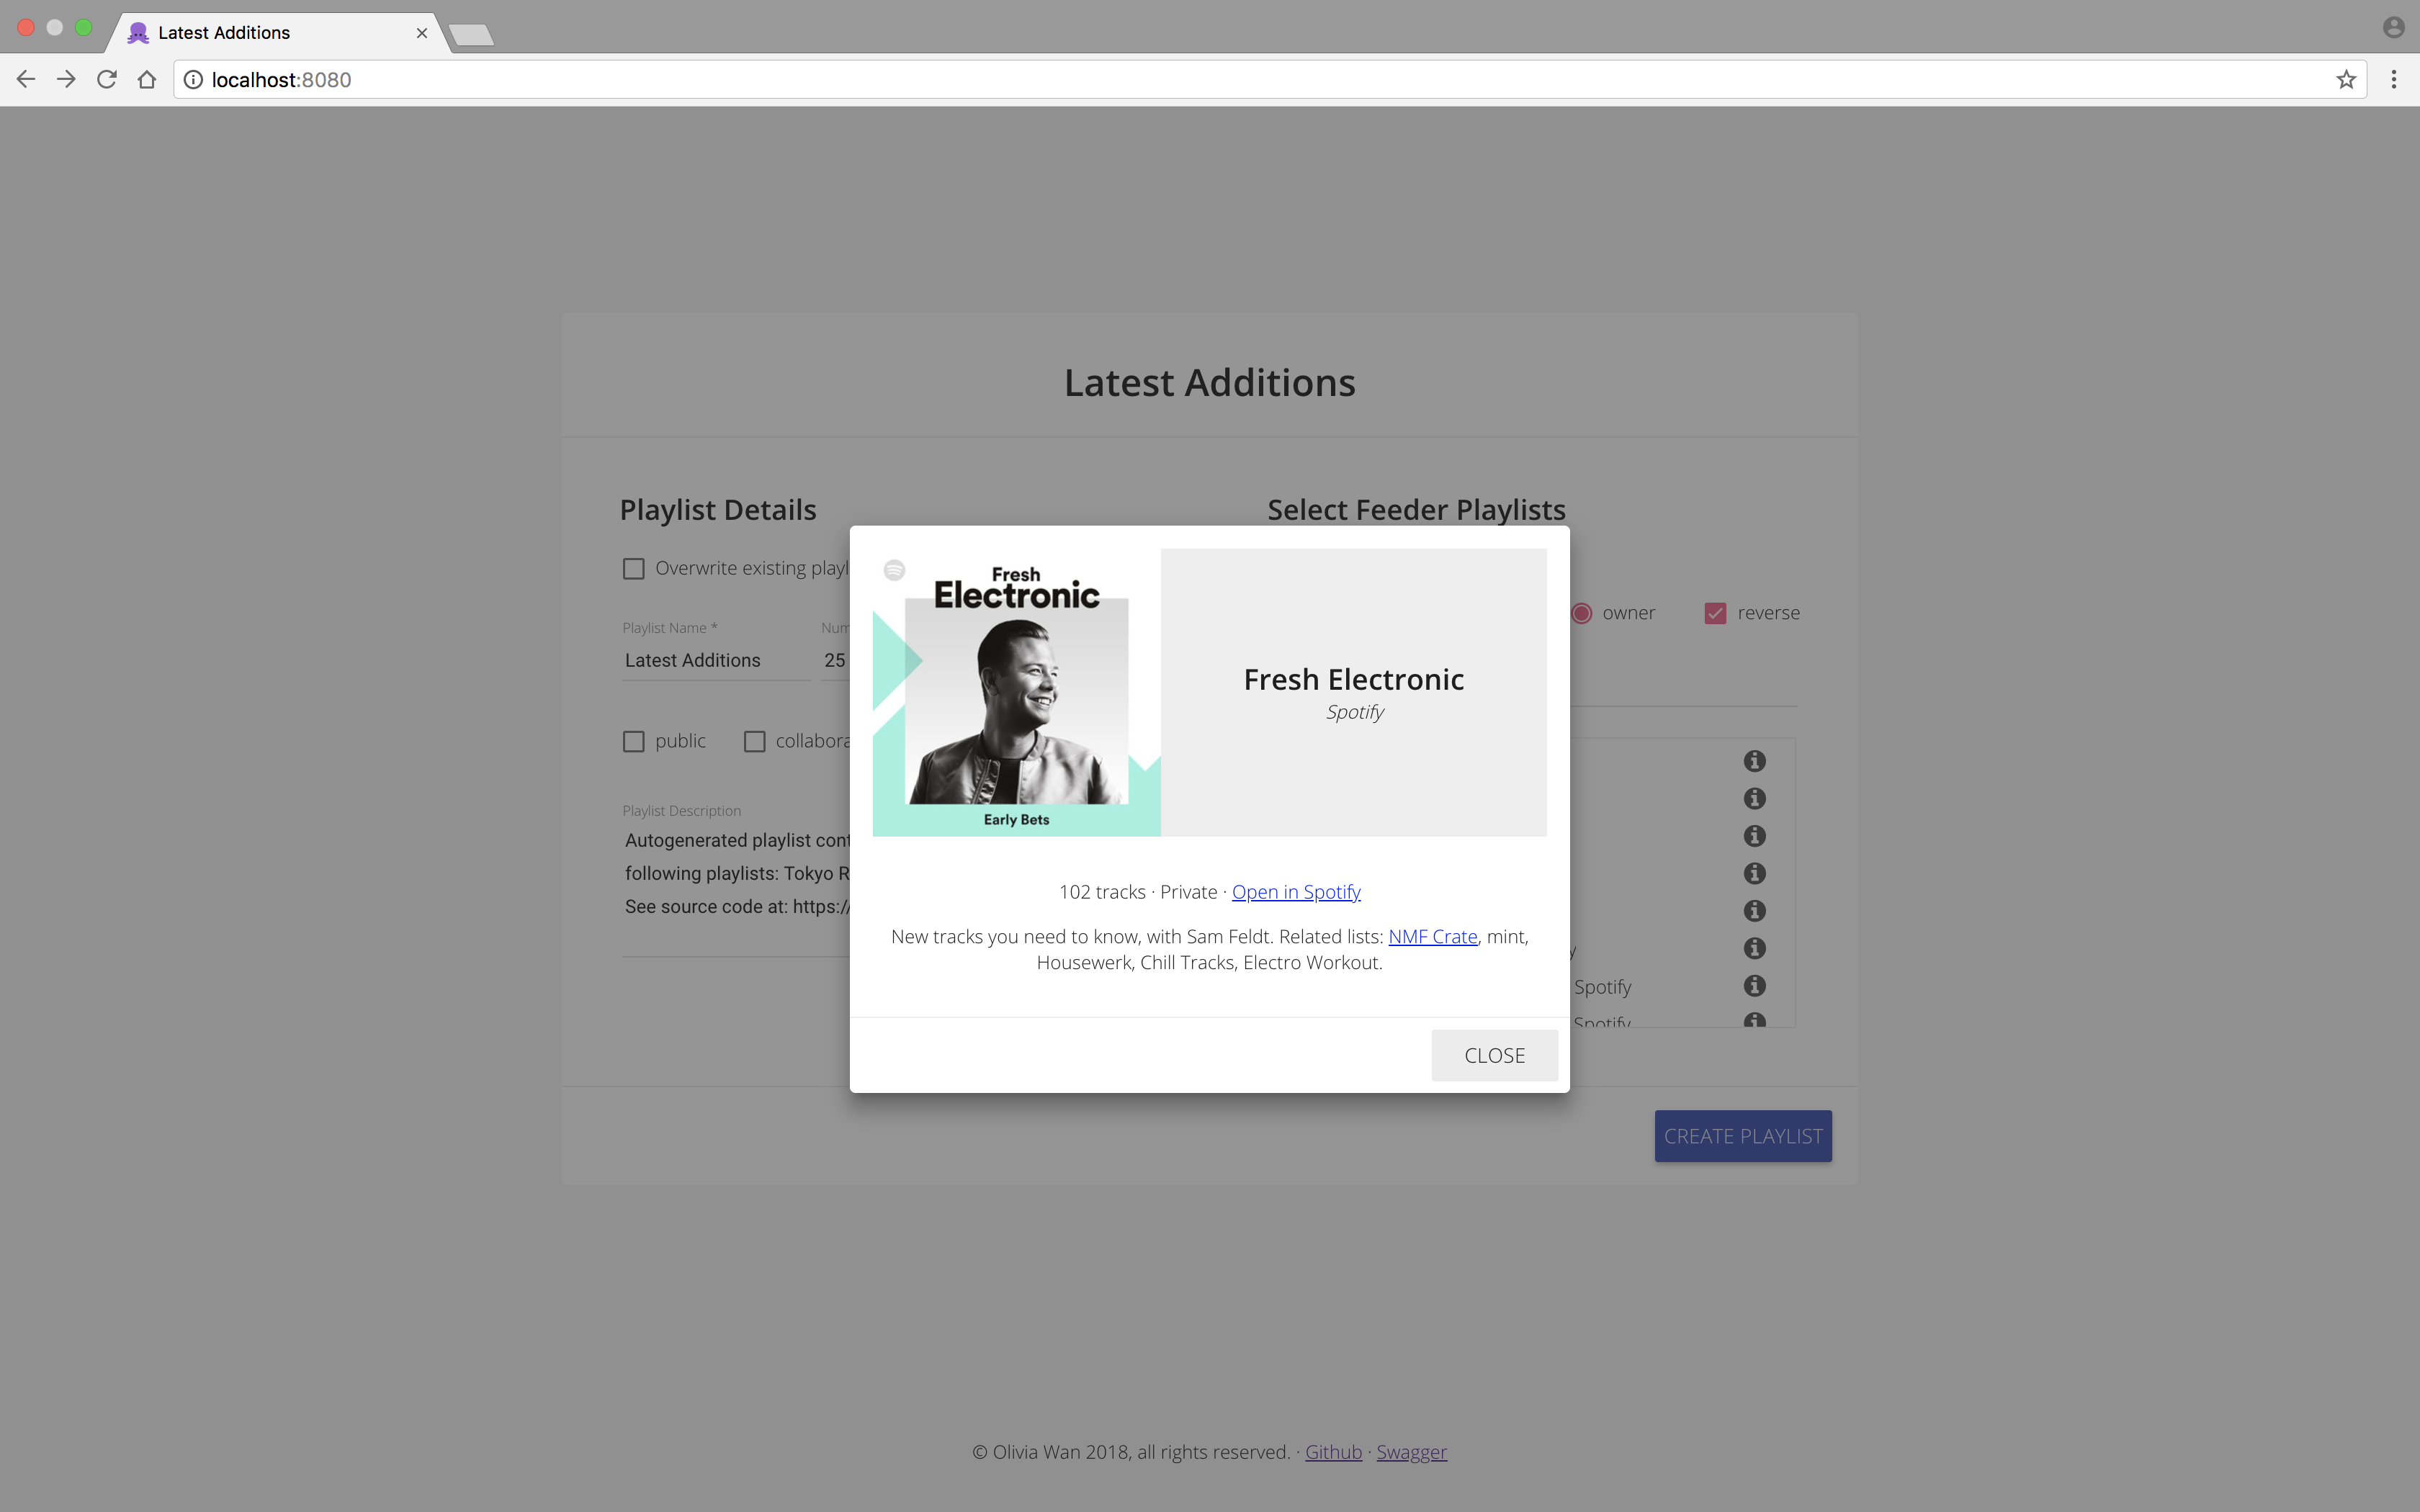 Latest Additions
localhost:8080
Latest Additions
Playlist Details
Select Feeder Playlists
Overwrite existing playl
owner
reverse
Playlist Name *
Num
Latest Additions
25
public
collabora
Playlist Description
Autogenerated playlist cont
following playlists: Tokyo R
See source code at: https://
Spotify
Spotify
Fresh
Electronic
Early Bets
Fresh Electronic
Spotify
102 tracks · Private · Open in Spotify
New tracks you need to know, with Sam Feldt. Related lists: NMF Crate, mint,
Housewerk, Chill Tracks, Electro Workout.
CLOSE
CREATE PLAYLIST
© Olivia Wan 2018, all rights reserved. · Github · Swagger